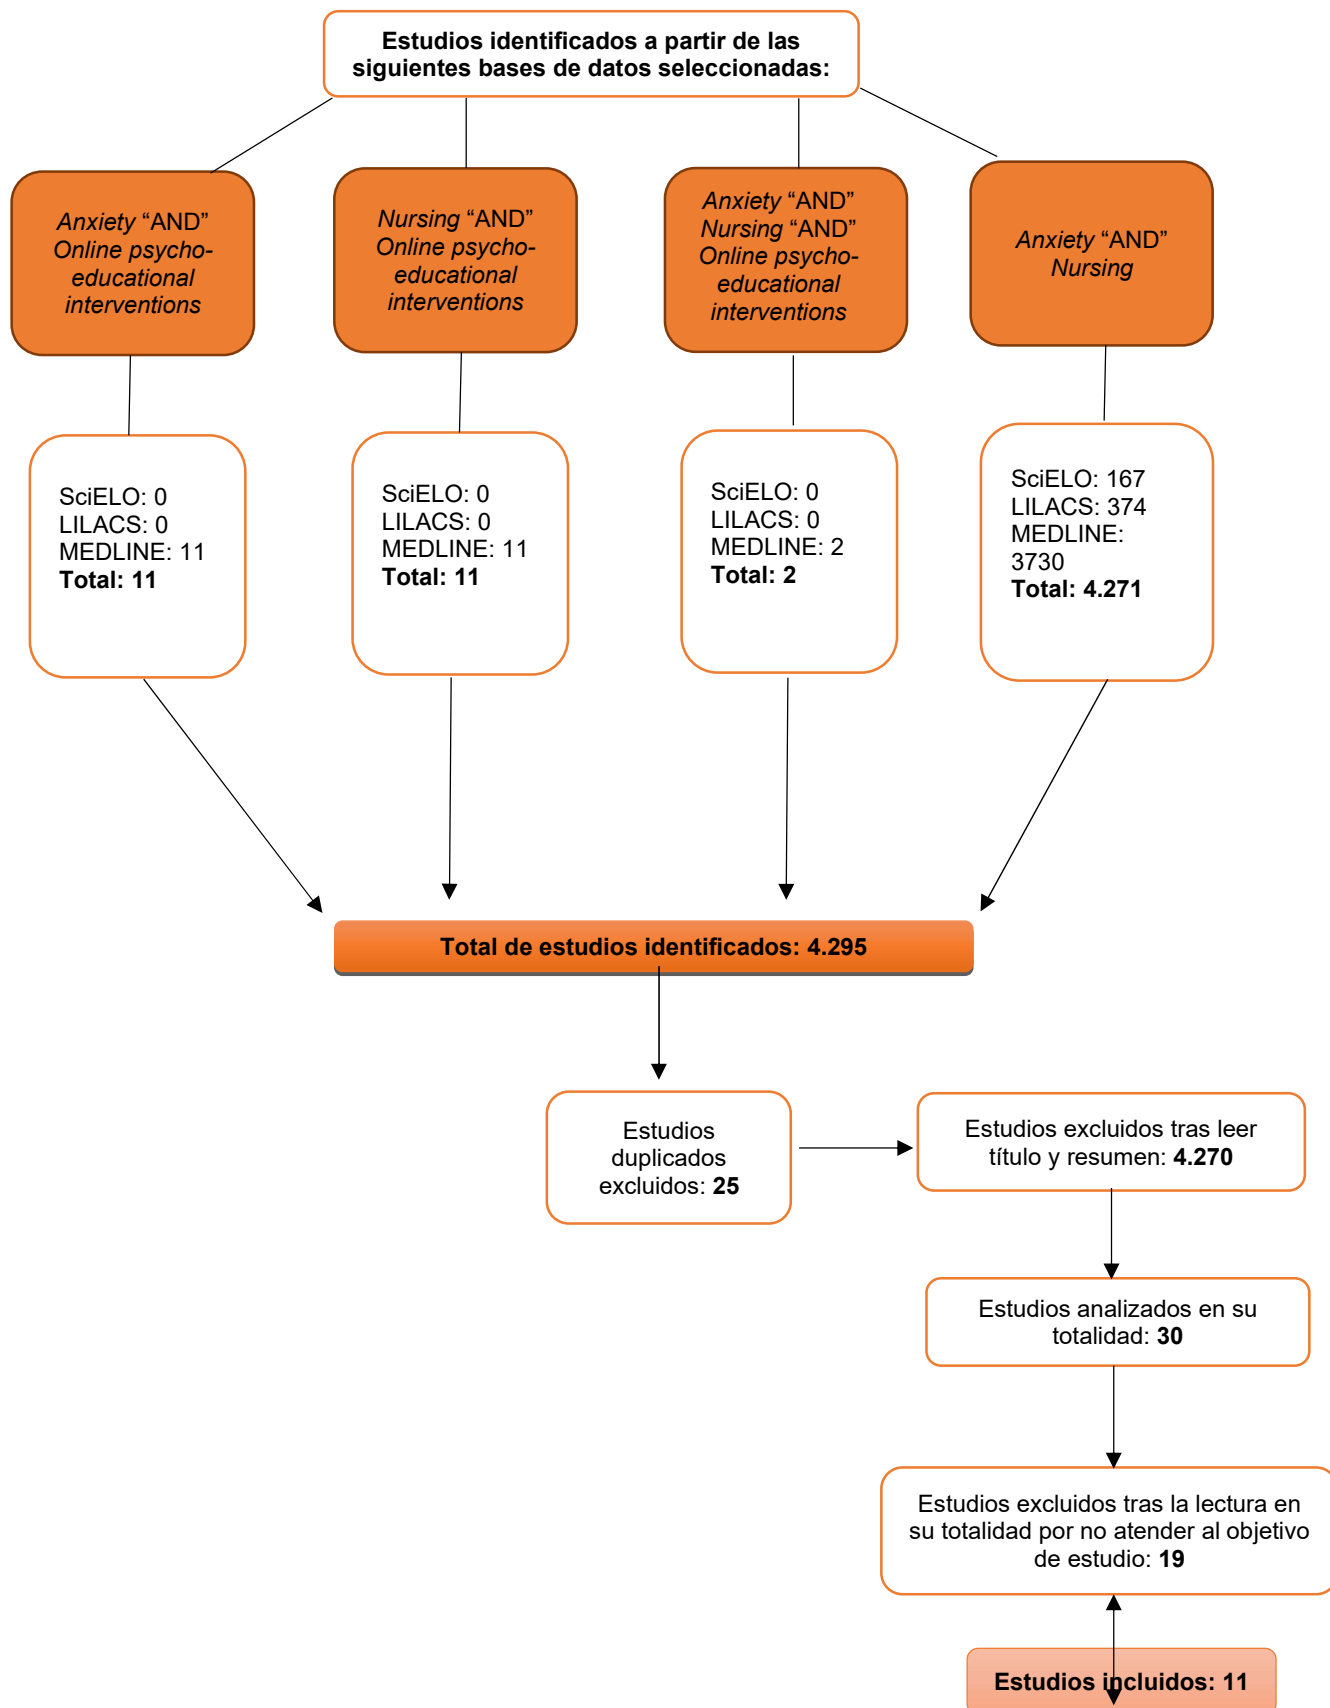 Estudios identificados a partir de las
siguientes bases de datos seleccionadas:
Anxiety “AND”
Online psycho-
educational
interventions
Nursing “AND”
Online psycho-
educational
interventions
Anxiety “AND”
Nursing “AND”
Online psycho-
educational
interventions
Anxiety “AND”
Nursing
SciELO: 0
LILACS: 0
MEDLINE: 11
Total: 11
SciELO: 0
LILACS: 0
MEDLINE: 11
Total: 11
SciELO: 0
LILACS: 0
MEDLINE: 2
Total: 2
SciELO: 167
LILACS: 374
MEDLINE:
3730
Total: 4.271
Total de estudios identificados: 4.295
Estudios
duplicados
excluidos: 25
Estudios excluidos tras leer
título y resumen: 4.270
Estudios analizados en su
totalidad: 30
Estudios excluidos tras la lectura en
su totalidad por no atender al objetivo
de estudio: 19
Estudios incluidos: 11